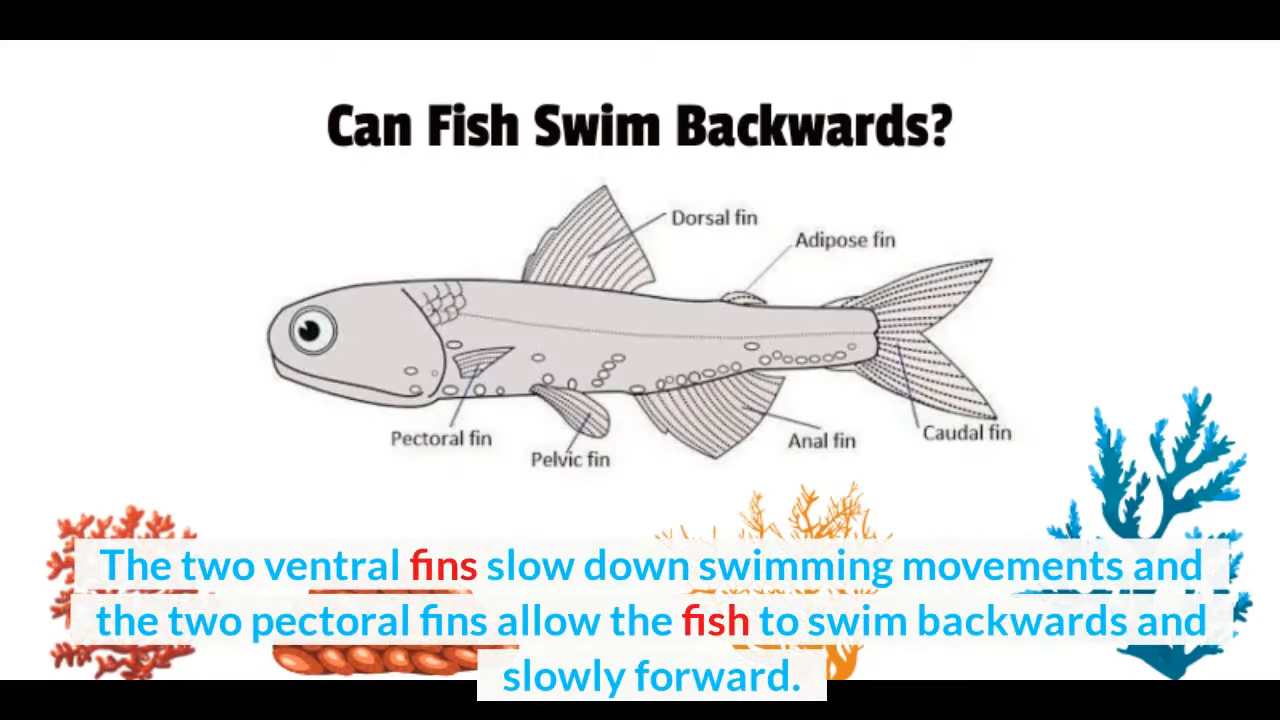 Can Fish Swim Backwards?
Dorsal fin
Adipose fin
Pectoral fin
Pelvic fin
Anal fin
Caudal fin
The two ventral fins slow down swimming movements and
the two pectoral fins allow the fish to swim backwards and
slowly forward.